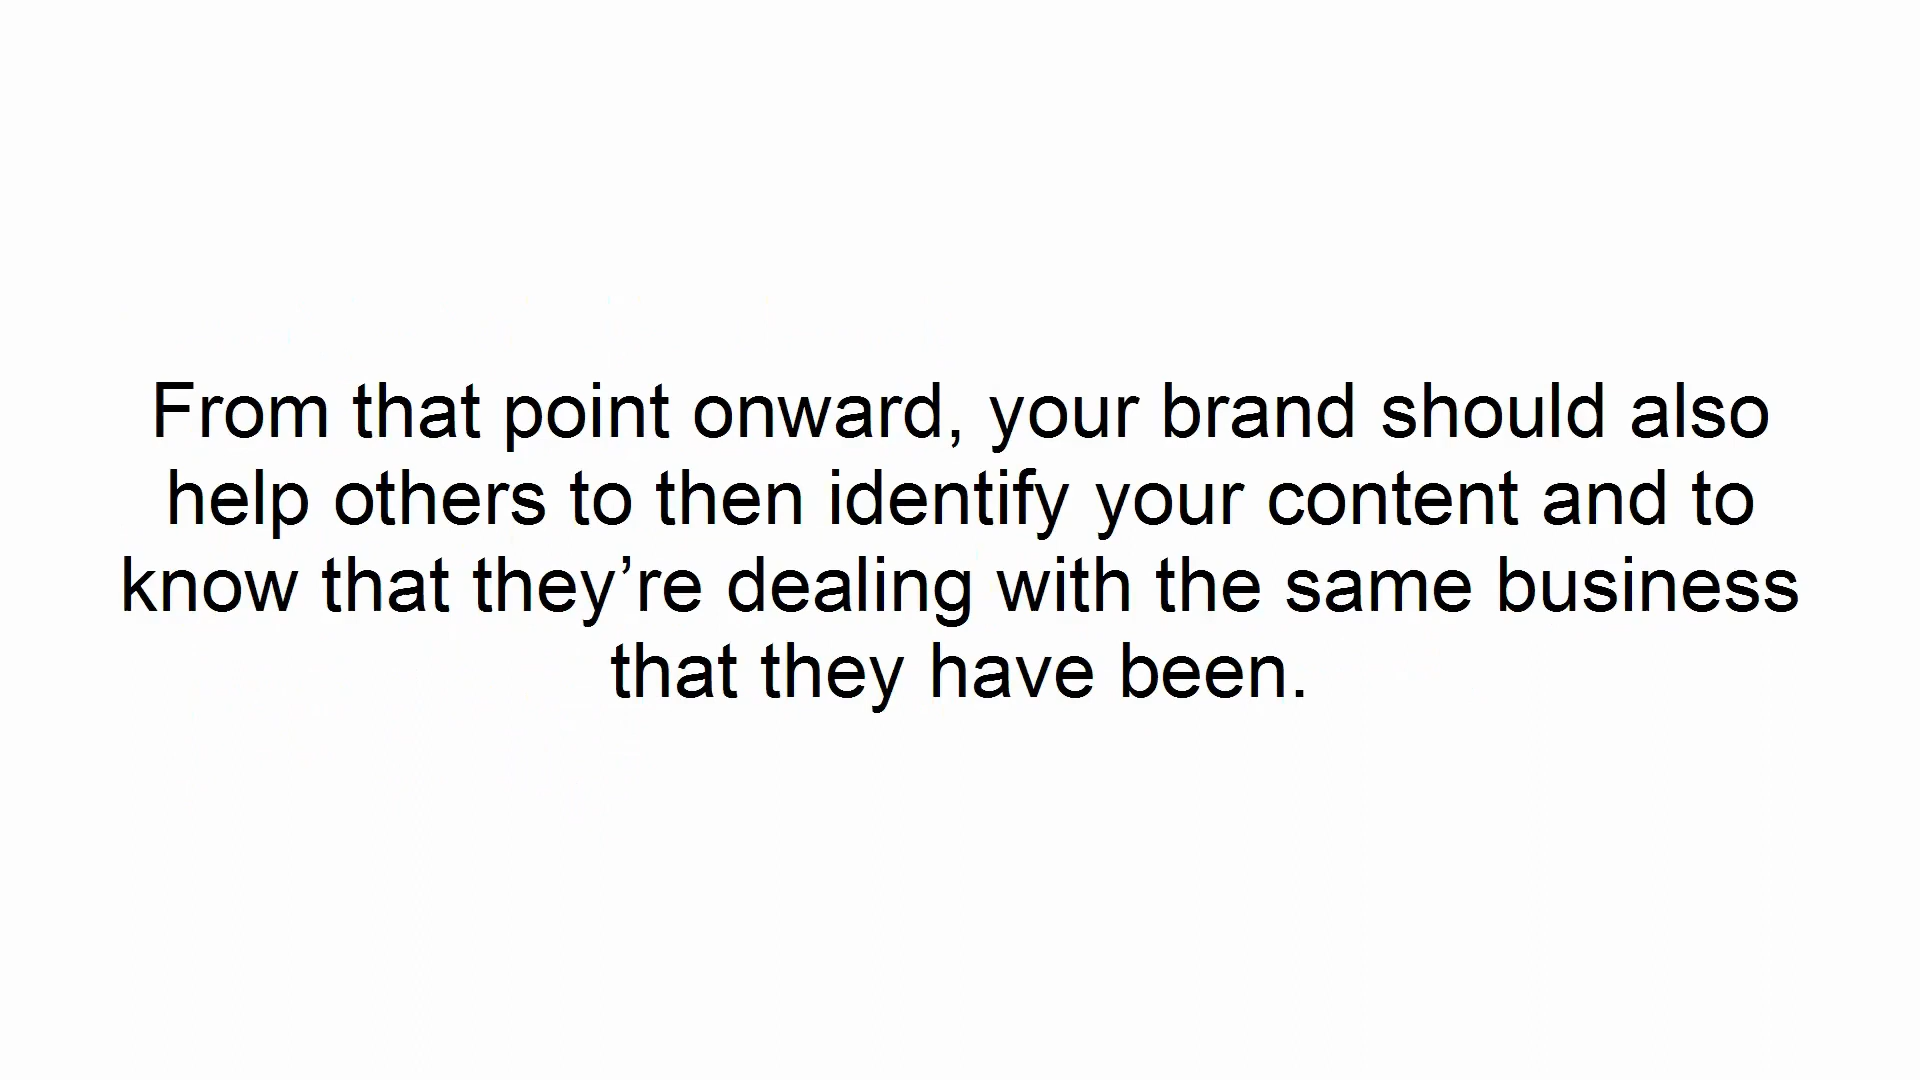 From that point onward, your brand should also
help others to then identify your content and to
know that they’re dealing with the same business
that they have been.